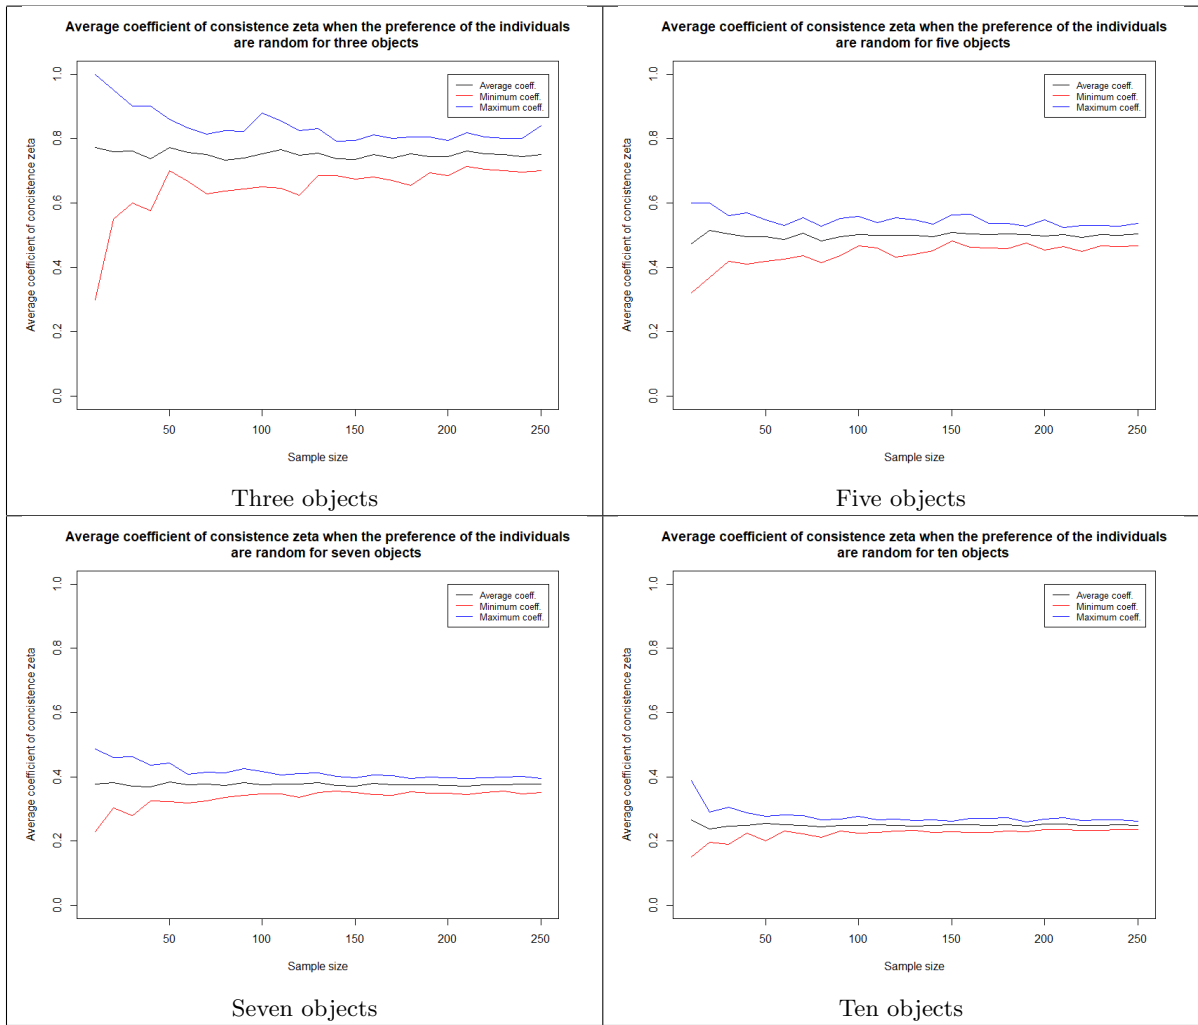 Average coefficient of consistence zeta when the preference of the individuals
are random for three objects
Average coeff.
Minimum coeff.
Maximum coeff.
Average coefficient of concistence zeta
0.0 0.2 0.4 0.6 0.8 1.0
50 100 150 200 250
Sample size
Three objects
Average coefficient of consistence zeta when the preference of the individuals
are random for five objects
Average coeff.
Minimum coeff.
Maximum coeff.
Average coefficient of concistence zeta
0.0 0.2 0.4 0.6 0.8 1.0
50 100 150 200 250
Sample size
Five objects
Average coefficient of consistence zeta when the preference of the individuals
are random for seven objects
Average coeff.
Minimum coeff.
Maximum coeff.
Average coefficient of concistence zeta
0.0 0.2 0.4 0.6 0.8 1.0
50 100 150 200 250
Sample size
Seven objects
Average coefficient of consistence zeta when the preference of the individuals
are random for ten objects
Average coeff.
Minimum coeff.
Maximum coeff.
Average coefficient of concistence zeta
0.0 0.2 0.4 0.6 0.8 1.0
50 100 150 200 250
Sample size
Ten objects